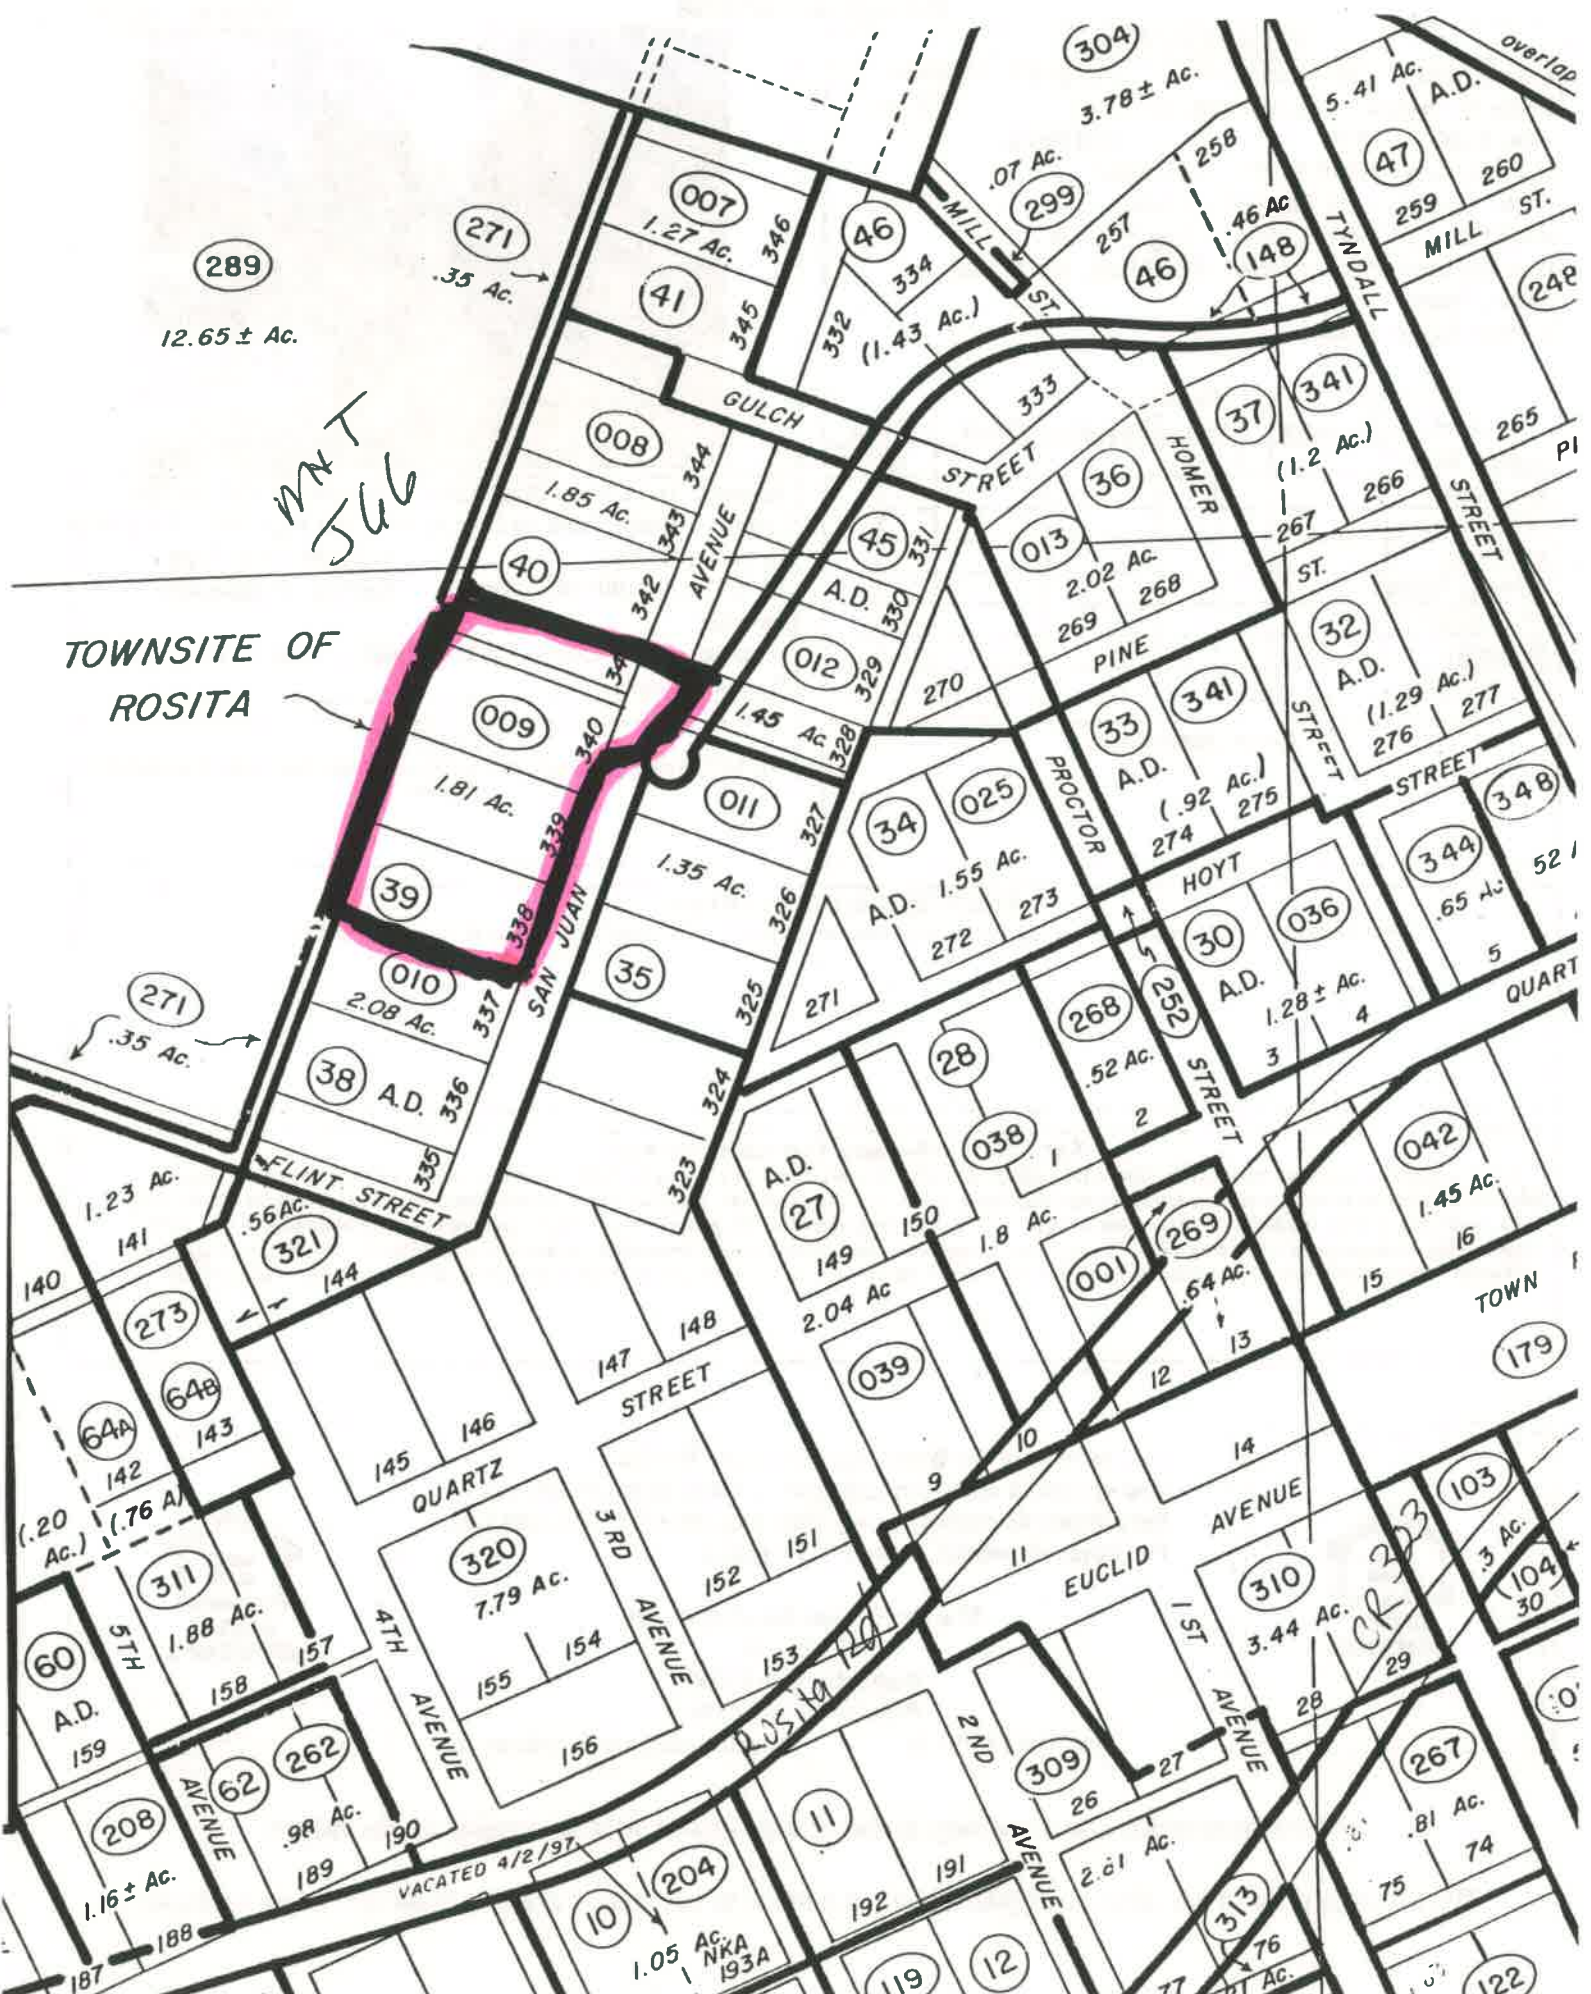 304
3.78 ± Ac.
overlap
5.41 Ac.
A.D.
47
260
259
MILL ST.
258
.07 Ac.
299
MILL
ST.
257
.46 Ac
148
46
TYNDALL
STREET
007
1.27 Ac.
346
41
345
46
334
332
(1.43 Ac.)
333
271
.35 Ac.
289
12.65 ± Ac.
248
265
GULCH
STREET
37
341
(1.2 Ac.)
266
267
ST.
HOMER
STREET
36
013
2.02 Ac.
268
269
PINE
008
344
1.85 Ac.
343
40
342
AVENUE
45
331
A.D.
330
012
329
1.45 Ac.
328
270
TOWNSITE OF
ROSITA
009
340
1.81 Ac.
339
39
338
SAN JUAN
32
A.D.
(1.29 Ac.)
277
276
STREET
33
341
A.D.
(.92 Ac.)
275
274
PROCTOR
STREET
HOYT
011
327
1.35 Ac.
326
35
325
324
323
34
025
1.55 Ac.
A.D.
273
272
271
348
344
5
QUART
30
036
A.D.
1.28 ± Ac.
4
3
252
268
.52 Ac.
2
28
038
1
010
2.08 Ac.
337
38
A.D.
336
335
FLINT STREET
271
.35 Ac.
1.23 Ac.
141
140
.56 Ac.
321
144
A.D.
27
149
150
1.8 Ac.
2.04 Ac
039
001
269
.64 Ac.
13
12
042
1.45 Ac.
16
15
TOWN
179
273
64B
143
64A
142
(.20
Ac.)
(.76 A)
147
148
STREET
146
145
QUARTZ
10
9
14
AVENUE
EUCLID
11
103
.3 Ac.
104
30
CR 323
310
3.44 Ac.
29
28
1 ST
AVENUE
320
7.79 Ac.
3 RD
AVENUE
151
152
153
154
155
156
Rosita RD
311
1.88 Ac.
157
158
4TH
AVENUE
5TH
AVENUE
60
A.D.
159
62
262
.98 Ac.
190
189
208
1.16 ± Ac.
188
187
VACATED 4/2/97
10
204
1.05 Ac.
NKA
193A
11
191
192
2 ND
AVENUE
309
26
27
267
.81 Ac.
74
75
313
76
Ac.
77
119
12
122